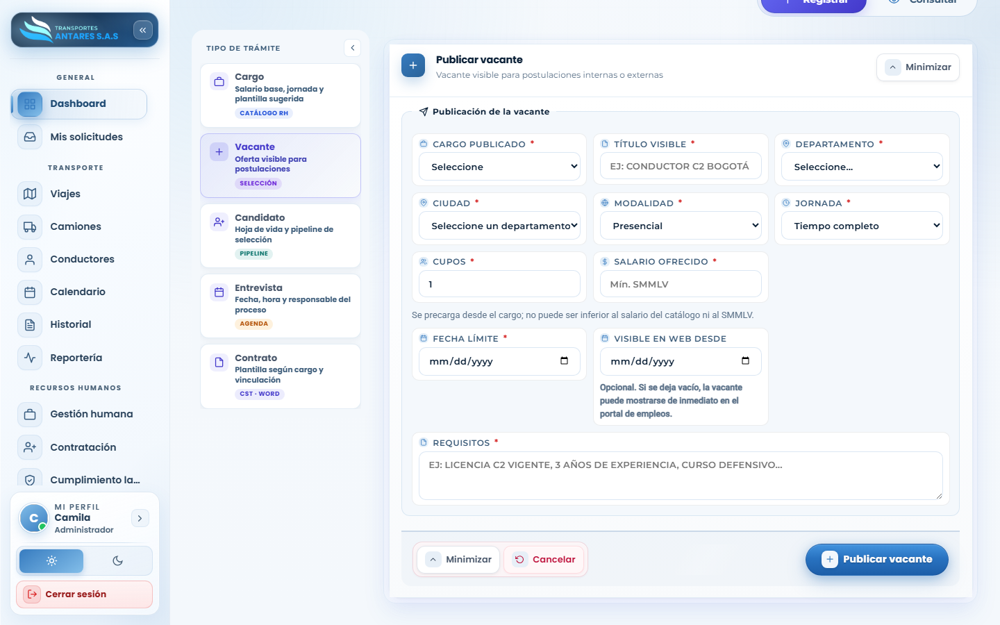 TRANSPORTES
ANTARES S.A.S
GENERAL
Dashboard
Mis solicitudes
TRANSPORTE
Viajes
Camiones
Conductores
Calendario
Historial
Reportería
RECURSOS HUMANOS
Gestión humana
Contratación
Cumplimiento la...
MI PERFIL
C
Camila
Administrador
Cerrar sesión
Registrar
Consultar
TIPO DE TRÁMITE
Cargo
Salario base, jornada y
plantilla sugerida
CATÁLOGO RH
Vacante
Oferta visible para
postulaciones
SELECCIÓN
Candidato
Hoja de vida y pipeline de
selección
PIPELINE
Entrevista
Fecha, hora y responsable del
proceso
AGENDA
Contrato
Plantilla según cargo y
vinculación
CST · WORD
Publicar vacante
Vacante visible para postulaciones internas o externas
Minimizar
Publicación de la vacante
CARGO PUBLICADO *
Seleccione
TÍTULO VISIBLE *
EJ: CONDUCTOR C2 BOGOTÁ
DEPARTAMENTO *
Seleccione...
CIUDAD *
Seleccione un departamento
MODALIDAD *
Presencial
JORNADA *
Tiempo completo
CUPOS *
1
SALARIO OFRECIDO *
Mín. SMMLV
Se precarga desde el cargo; no puede ser inferior al salario del catálogo ni al SMMLV.
FECHA LÍMITE *
mm/dd/yyyy
VISIBLE EN WEB DESDE
mm/dd/yyyy
Opcional. Si se deja vacío, la vacante
puede mostrarse de inmediato en el
portal de empleos.
REQUISITOS *
EJ: LICENCIA C2 VIGENTE, 3 AÑOS DE EXPERIENCIA, CURSO DEFENSIVO...
Minimizar
Cancelar
Publicar vacante